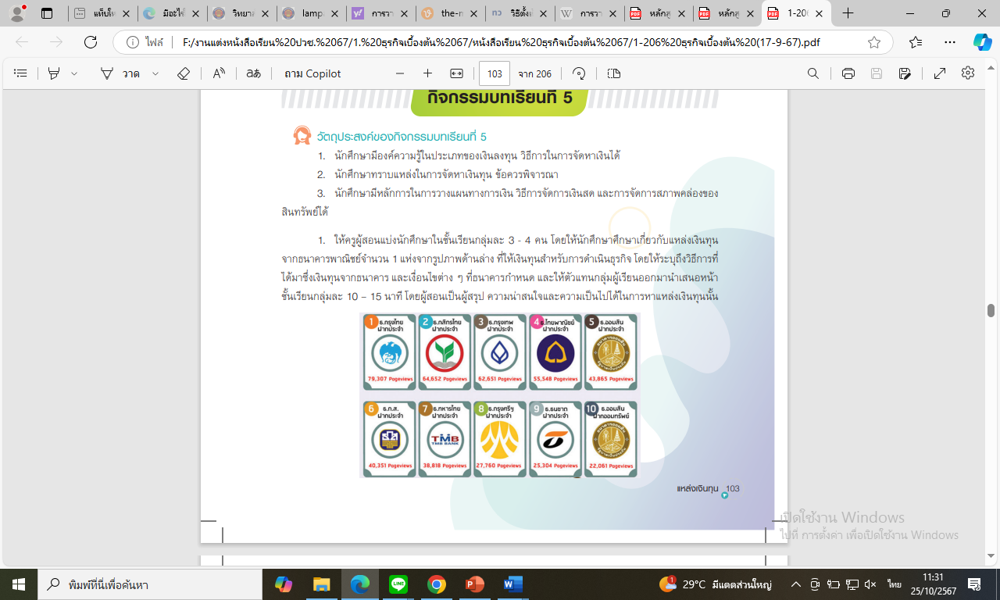 แท็บให
มีอะไรใ
วิทยาส
lampa
การวา
the-n
วิธีตั้งเ
การวา
หลักสู
หลักสู
1-20
ไฟล์ F:/งานแต่งหนังสือเรียน%20ปวช.%2067/1.%20ธุรกิจเบื้องต้น%2067/หนังสือเรียน%20ธุรกิจเบื้องต้น%2067/1-206%20ธุรกิจเบื้องต้น%20(17-9-67).pdf
วาด
ถาม Copilot
103 จาก 206
กิจกรรมบทเรียนที่ 5
วัตถุประสงค์ของกิจกรรมบทเรียนที่ 5
1. นักศึกษามีองค์ความรู้ในประเภทของเงินลงทุน วิธีการในการจัดหาเงินได้
2. นักศึกษาทราบแหล่งในการจัดหาเงินทุน ข้อควรพิจารณา
3. นักศึกษามีหลักการในการวางแผนทางการเงิน วิธีการจัดการเงินสด และการจัดการสภาพคล่องของ
สินทรัพย์ได้
1. ให้ครูผู้สอนแบ่งนักศึกษาในชั้นเรียนกลุ่มละ 3 - 4 คน โดยให้นักศึกษาศึกษาเกี่ยวกับแหล่งเงินทุน
จากธนาคารพาณิชย์จำนวน 1 แห่งจากรูปภาพด้านล่าง ที่ให้เงินทุนสำหรับการดำเนินธุรกิจ โดยให้ระบุถึงวิธีการที่
ได้มาซึ่งเงินทุนจากธนาคาร และเงื่อนไขต่าง ๆ ที่ธนาคารกำหนด และให้ตัวแทนกลุ่มผู้เรียนออกมานำเสนอหน้า
ชั้นเรียนกลุ่มละ 10 – 15 นาที โดยผู้สอนเป็นผู้สรุป ความน่าสนใจและความเป็นไปได้ในการหาแหล่งเงินทุนนั้น
1 ธ.กรุงไทย 2 ธ.กสิกรไทย 3 ธ.กรุงเทพ 4 ธ.ไทยพาณิชย์ 5 ธ.ออมสิน
ฝากประจำ ฝากประจำ ฝากประจำ ฝากประจำ ฝากประจำ
79,307 Pageviews 64,652 Pageviews 62,651 Pageviews 55,548 Pageviews 43,865 Pageviews
6 ธ.ก.ส. 7 ธ.ทหารไทย 8 ธ.กรุงศรีฯ 9 ธ.ธนชาต 10 ธ.ออมสิน
ฝากประจำ ฝากประจำ ฝากประจำ ฝากประจำ ฝากออมทรัพย์
TMB
TMB BANK
40,351 Pageviews 38,818 Pageviews 27,760 Pageviews 25,304 Pageviews 22,061 Pageviews
แหล่งเงินทุน 103
เปิดใช้งาน Windows
ไปที่ การตั้งค่า เพื่อเปิดใช้งาน Windows
พิมพ์ที่นี่เพื่อค้นหา
29°C มีแดดส่วนใหญ่
ไทย
11:31
25/10/2567